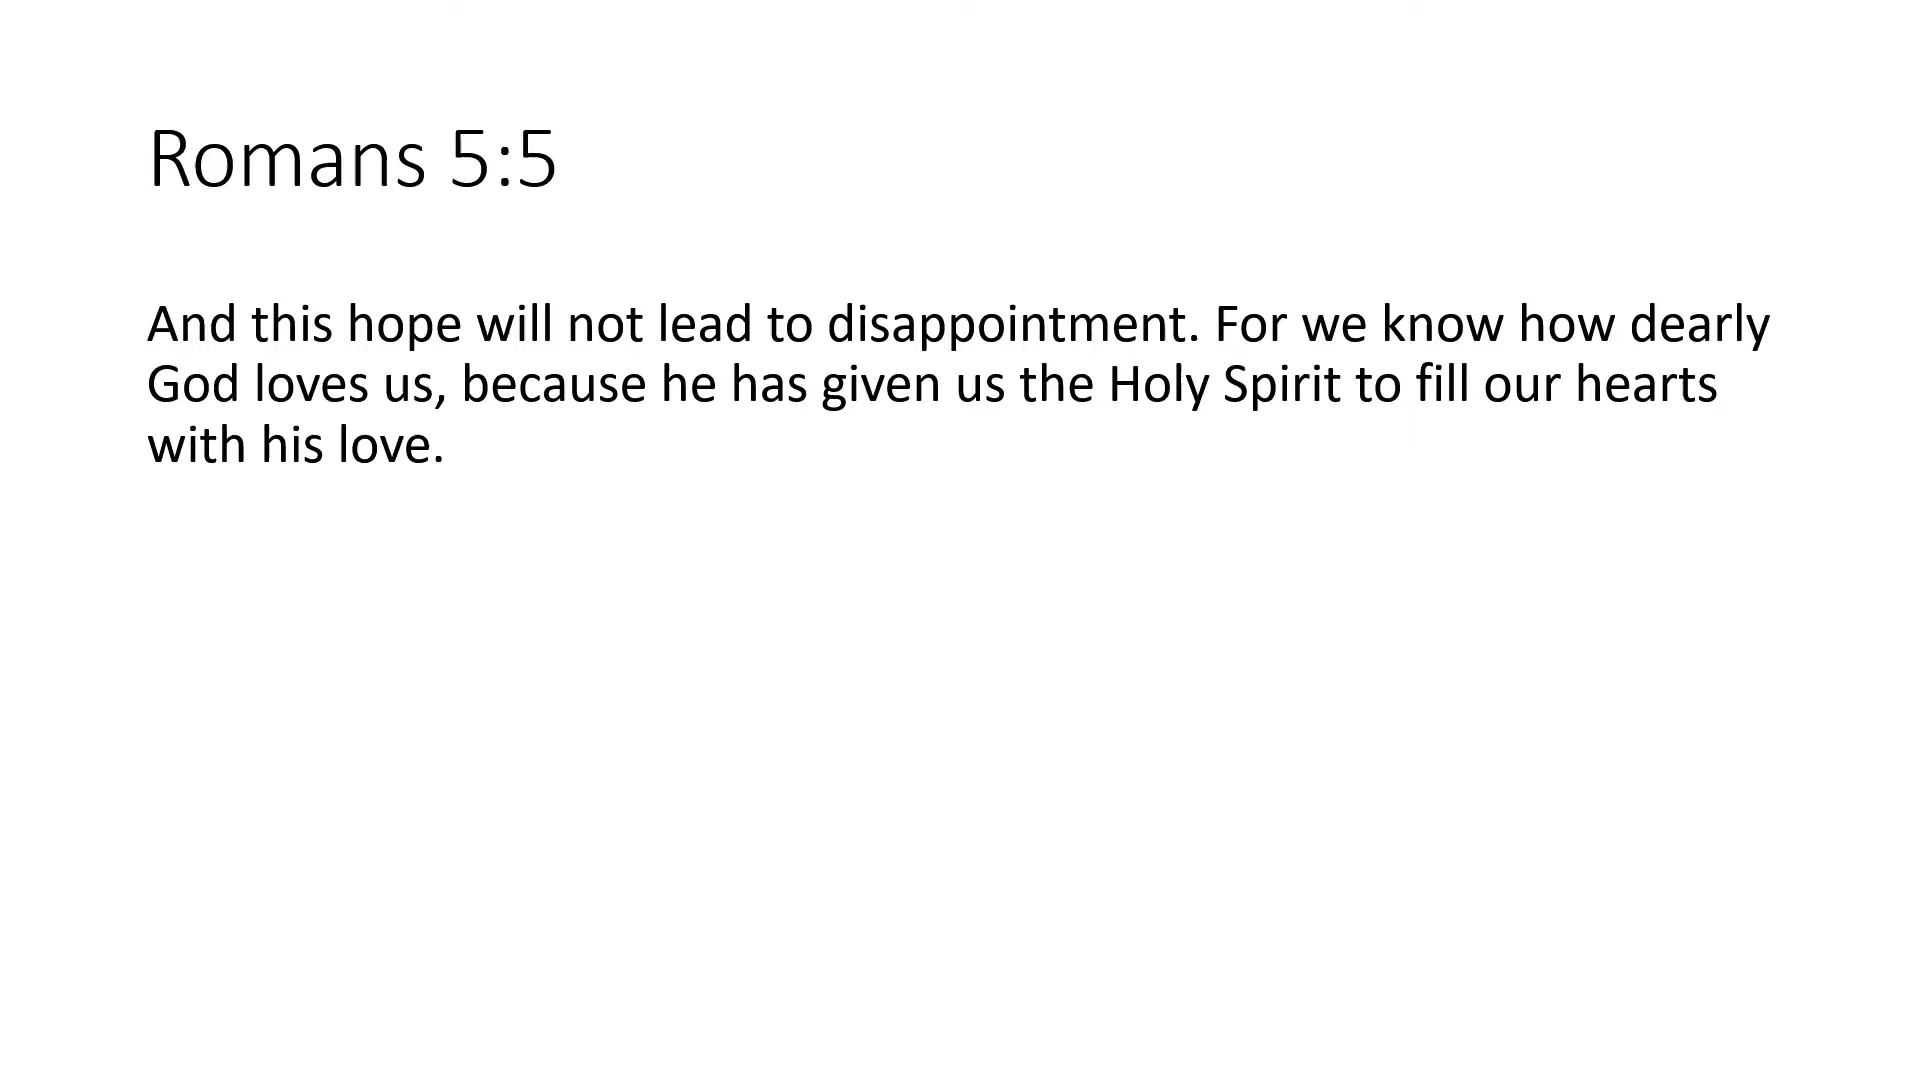 Romans 5:5
And this hope will not lead to disappointment. For we know how dearly
God loves us, because he has given us the Holy Spirit to fill our hearts
with his love.